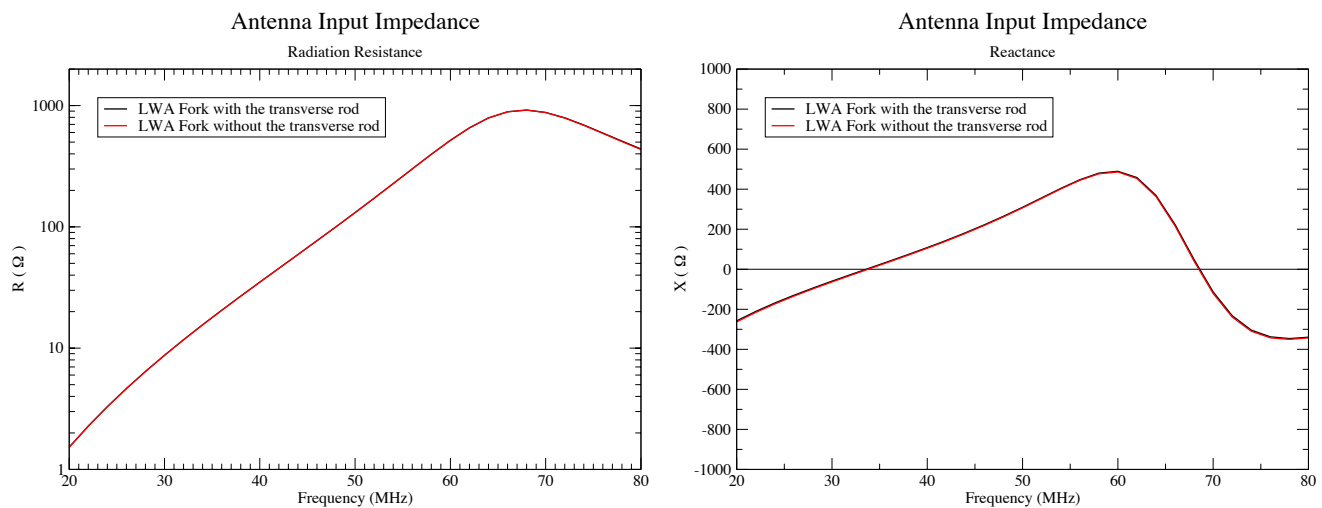 Antenna Input Impedance
Radiation Resistance
1000
100
10
1
R ( Ω )
LWA Fork with the transverse rod
LWA Fork without the transverse rod
20 30 40 50 60 70 80
Frequency (MHz)
Antenna Input Impedance
Reactance
1000
800
600
400
200
0
-200
-400
-600
-800
-1000
X ( Ω )
LWA Fork with the transverse rod
LWA Fork without the transverse rod
20 30 40 50 60 70 80
Frequency (MHz)